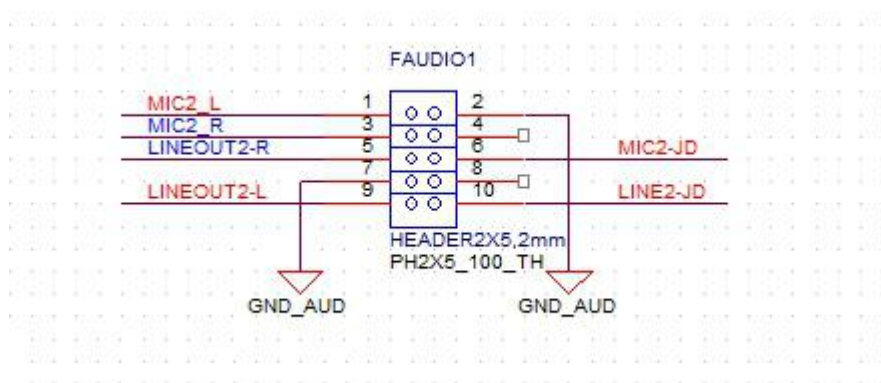 FAUDIO1
MIC2_L 1 2
MIC2_R 3 4
LINEOUT2-R 5 6 MIC2-JD
7 8
LINEOUT2-L 9 10 LINE2-JD
HEADER2X5,2mm
PH2X5_100_TH
GND_AUD GND_AUD